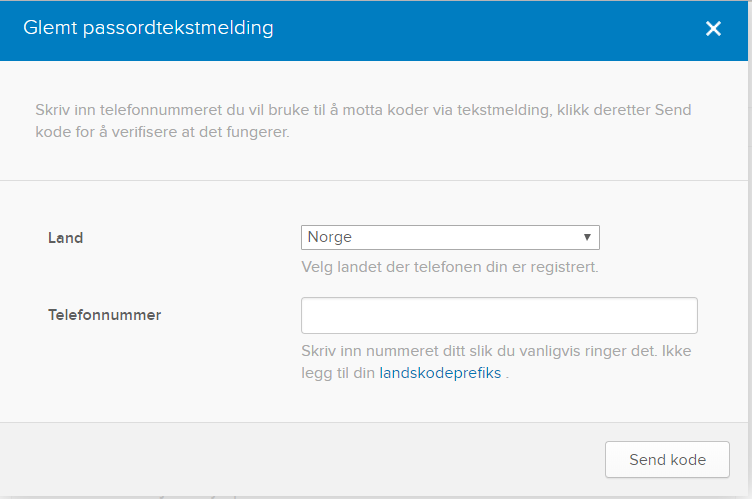 Glemt passordtekstmelding
Skriv inn telefonnummeret du vil bruke til å motta koder via tekstmelding, klikk deretter Send
kode for å verifisere at det fungerer.
Land
Norge
Velg landet der telefonen din er registrert.
Telefonnummer
Skriv inn nummeret ditt slik du vanligvis ringer det. Ikke
legg til din landskodeprefiks .
Send kode